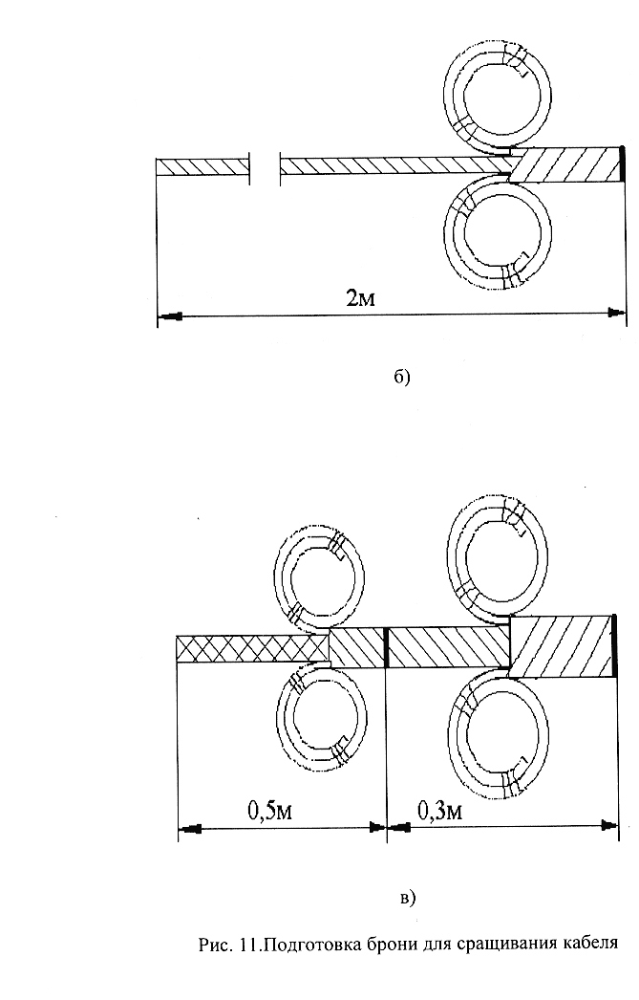 2м
б)
0,5м
0,3м
в)
Рис. 11.Подготовка брони для сращивания кабеля